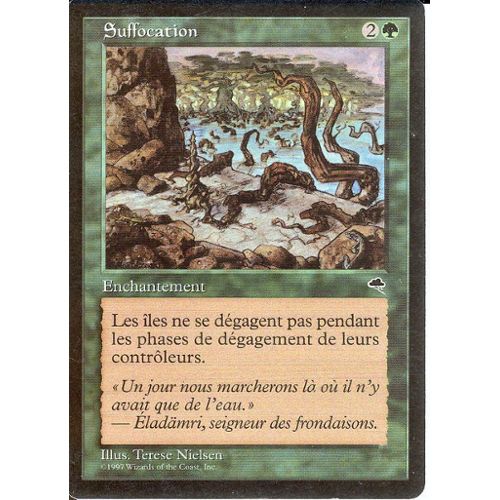 Suffocation 2
Enchantement
Les îles ne se dégagent pas pendant
les phases de dégagement de leurs
contrôleurs.
«Un jour nous marcherons là où il n'y
avait que de l'eau.»
— Eladämri, seigneur des frondaisons.
Illus. Terese Nielsen
©1997 Wizards of the Coast, Inc.